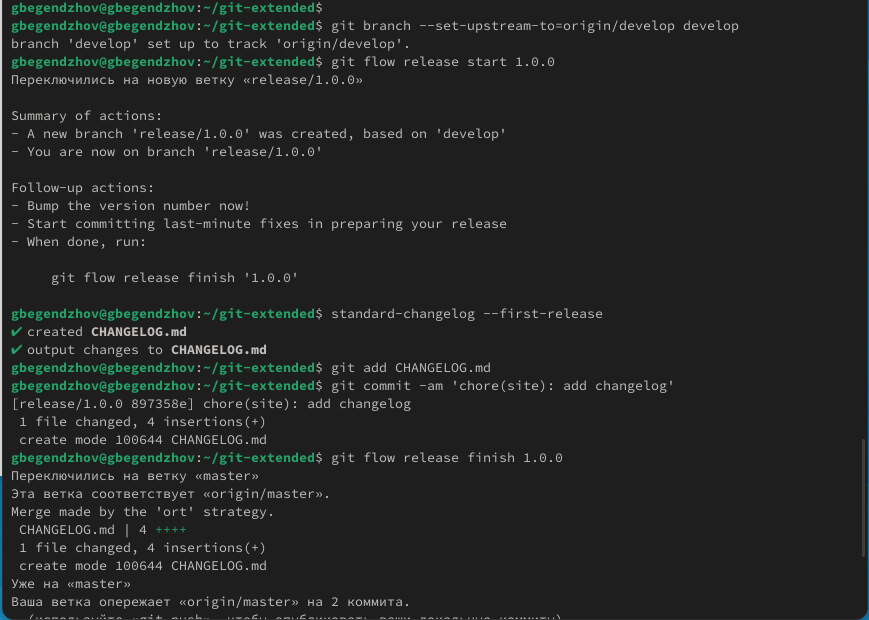 gbegendzhov@gbegendzhov:~/git-extended$
gbegendzhov@gbegendzhov:~/git-extended$ git branch --set-upstream-to=origin/develop develop
branch 'develop' set up to track 'origin/develop'.
gbegendzhov@gbegendzhov:~/git-extended$ git flow release start 1.0.0
Переключились на новую ветку «release/1.0.0»
Summary of actions:
- A new branch 'release/1.0.0' was created, based on 'develop'
- You are now on branch 'release/1.0.0'
Follow-up actions:
- Bump the version number now!
- Start committing last-minute fixes in preparing your release
- When done, run:
git flow release finish '1.0.0'
gbegendzhov@gbegendzhov:~/git-extended$ standard-changelog --first-release
✔ created CHANGELOG.md
✔ output changes to CHANGELOG.md
gbegendzhov@gbegendzhov:~/git-extended$ git add CHANGELOG.md
gbegendzhov@gbegendzhov:~/git-extended$ git commit -am 'chore(site): add changelog'
[release/1.0.0 897358e] chore(site): add changelog
1 file changed, 4 insertions(+)
create mode 100644 CHANGELOG.md
gbegendzhov@gbegendzhov:~/git-extended$ git flow release finish 1.0.0
Переключились на ветку «master»
Эта ветка соответствует «origin/master».
Merge made by the 'ort' strategy.
CHANGELOG.md | 4 ++++
1 file changed, 4 insertions(+)
create mode 100644 CHANGELOG.md
Уже на «master»
Ваша ветка опережает «origin/master» на 2 коммита.
(используйте «git push», чтобы опубликовать ваши локальные коммиты)